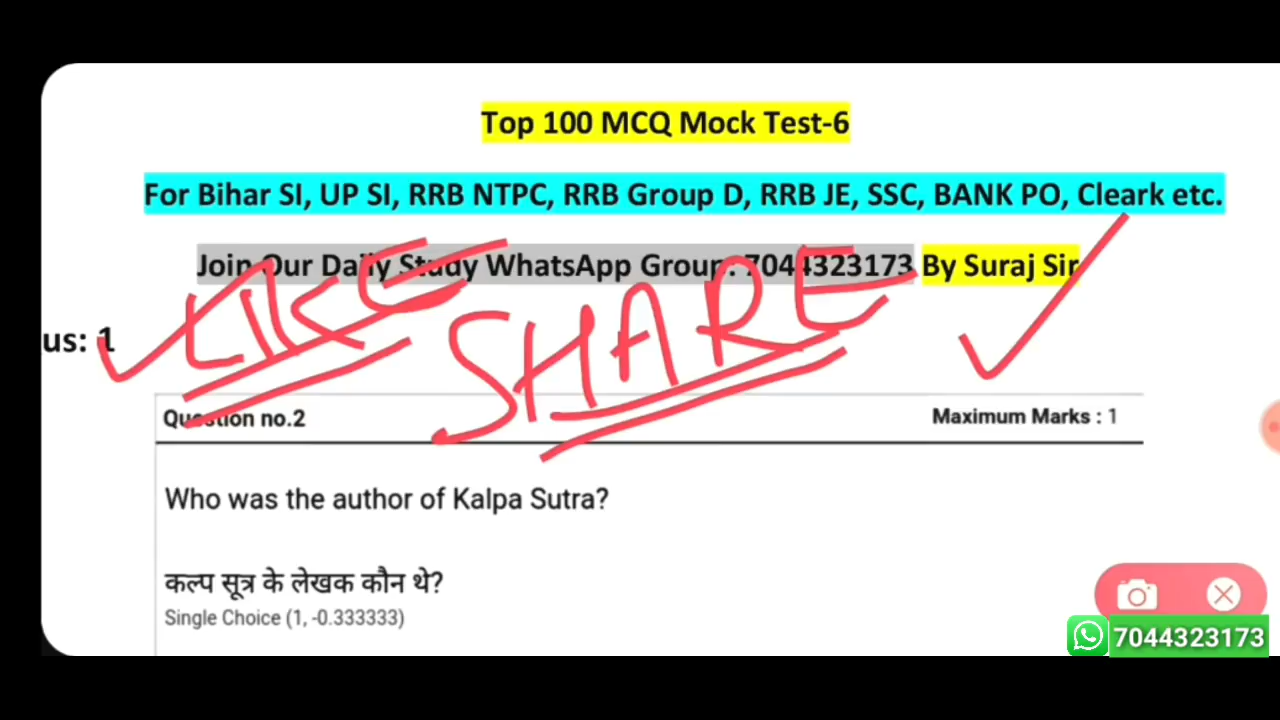 Top 100 MCQ Mock Test-6
For Bihar SI, UP SI, RRB NTPC, RRB Group D, RRB JE, SSC, BANK PO, Cleark etc.
Join Our Daily Study WhatsApp Group: 7044323173 By Suraj Sir
us: 1
LIKE SHARE
Question no.2 Maximum Marks : 1
Who was the author of Kalpa Sutra?
कल्प सूत्र के लेखक कौन थे?
Single Choice (1, -0.333333)
7044323173